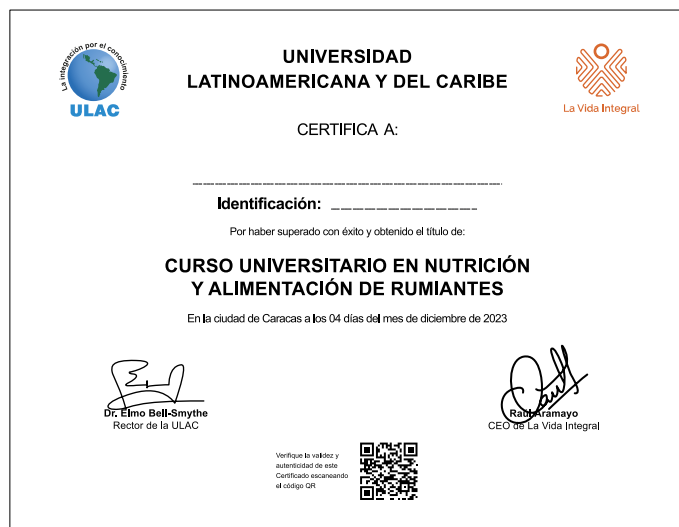 La integración por el conocimiento
ULAC
UNIVERSIDAD
LATINOAMERICANA Y DEL CARIBE
La Vida Integral
CERTIFICA A:
Identificación:
Por haber superado con éxito y obtenido el título de:
CURSO UNIVERSITARIO EN NUTRICIÓN
Y ALIMENTACIÓN DE RUMIANTES
En la ciudad de Caracas a los 04 días del mes de diciembre de 2023
Dr. Elmo Bell-Smythe
Rector de la ULAC
Raúl Aramayo
CEO de La Vida Integral
Verifique la validez y
autenticidad de este
Certificado escaneando
el código QR